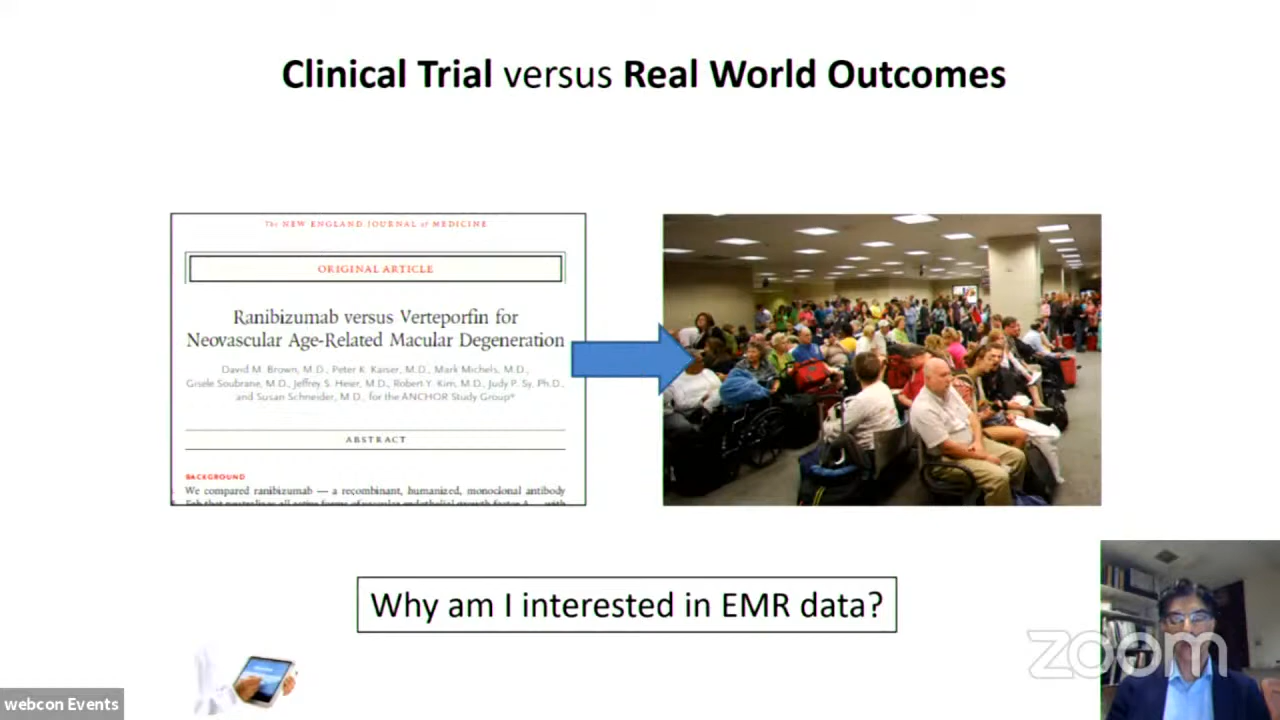 Clinical Trial versus Real World Outcomes
The NEW ENGLAND JOURNAL of MEDICINE
ORIGINAL ARTICLE
Ranibizumab versus Verteporfin for
Neovascular Age-Related Macular Degeneration
David M. Brown, M.D., Peter K. Kaiser, M.D., Mark Michels, M.D.,
Gisele Soubrane, M.D., Jeffrey S. Heier, M.D., Robert Y. Kim, M.D., Judy P. Sy, Ph.D.,
and Susan Schneider, M.D., for the ANCHOR Study Group*
ABSTRACT
BACKGROUND
We compared ranibizumab — a recombinant, humanized, monoclonal antibody
Why am I interested in EMR data?
zoom
webcon Events